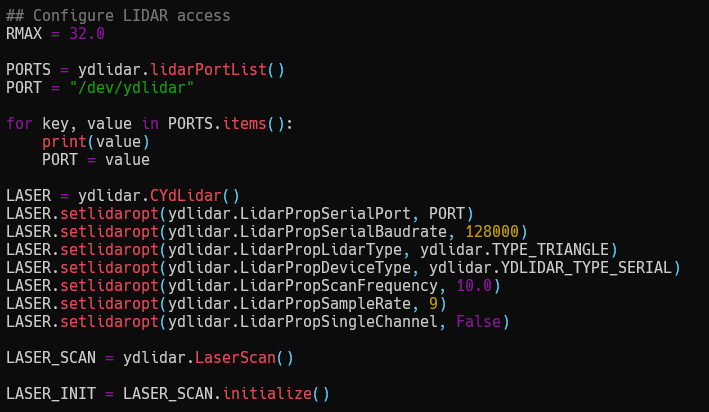 ## Configure LIDAR access
RMAX = 32.0

PORTS = ydlidar.lidarPortList()
PORT = "/dev/ydlidar"

for key, value in PORTS.items():
    print(value)
    PORT = value

LASER = ydlidar.CYdLidar()
LASER.setlidaropt(ydlidar.LidarPropSerialPort, PORT)
LASER.setlidaropt(ydlidar.LidarPropSerialBaudrate, 128000)
LASER.setlidaropt(ydlidar.LidarPropLidarType, ydlidar.TYPE_TRIANGLE)
LASER.setlidaropt(ydlidar.LidarPropDeviceType, ydlidar.YDLIDAR_TYPE_SERIAL)
LASER.setlidaropt(ydlidar.LidarPropScanFrequency, 10.0)
LASER.setlidaropt(ydlidar.LidarPropSampleRate, 9)
LASER.setlidaropt(ydlidar.LidarPropSingleChannel, False)

LASER_SCAN = ydlidar.LaserScan()

LASER_INIT = LASER_SCAN.initialize()